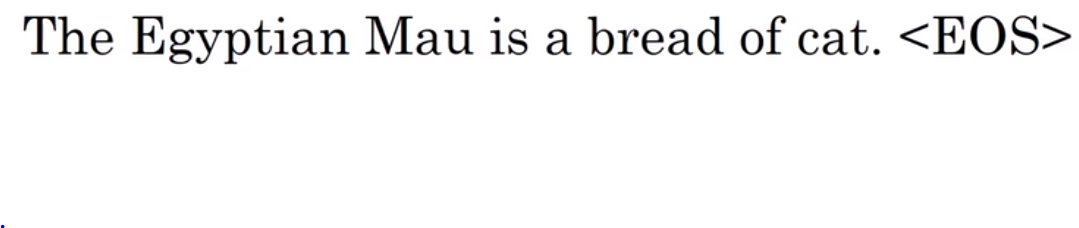 The Egyptian Mau is a bread of cat. <EOS>